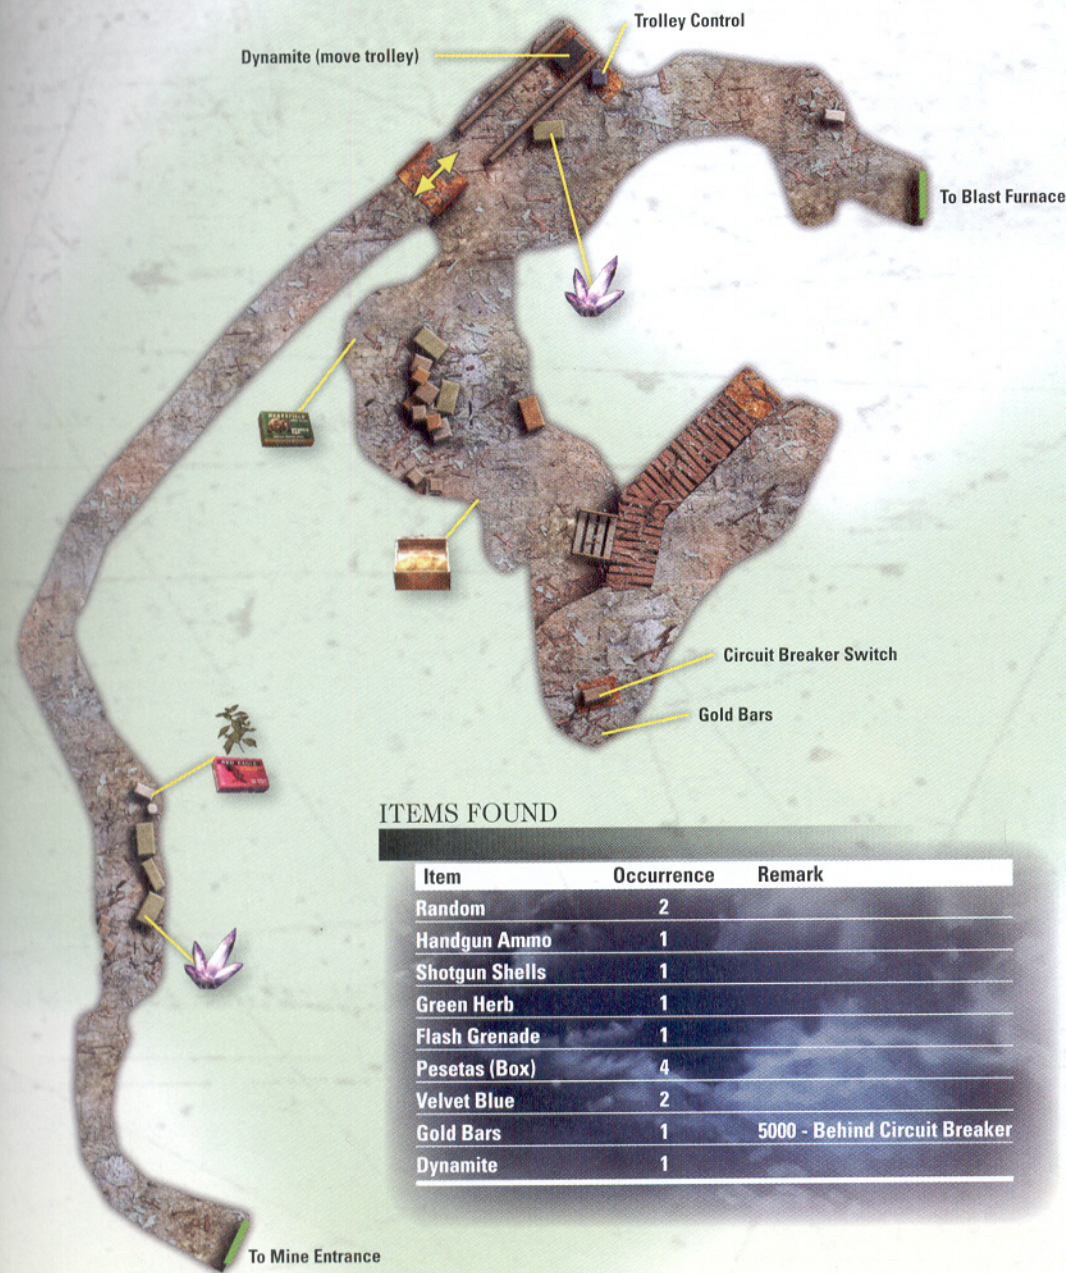 Trolley Control
Dynamite (move trolley)
To Blast Furnace
Circuit Breaker Switch
Gold Bars
RED EAGLE
ITEMS FOUND
Item Occurrence Remark
Random 2
Handgun Ammo 1
Shotgun Shells 1
Green Herb 1
Flash Grenade 1
Pesetas (Box) 4
Velvet Blue 2
Gold Bars 1 5000 - Behind Circuit Breaker
Dynamite 1
To Mine Entrance